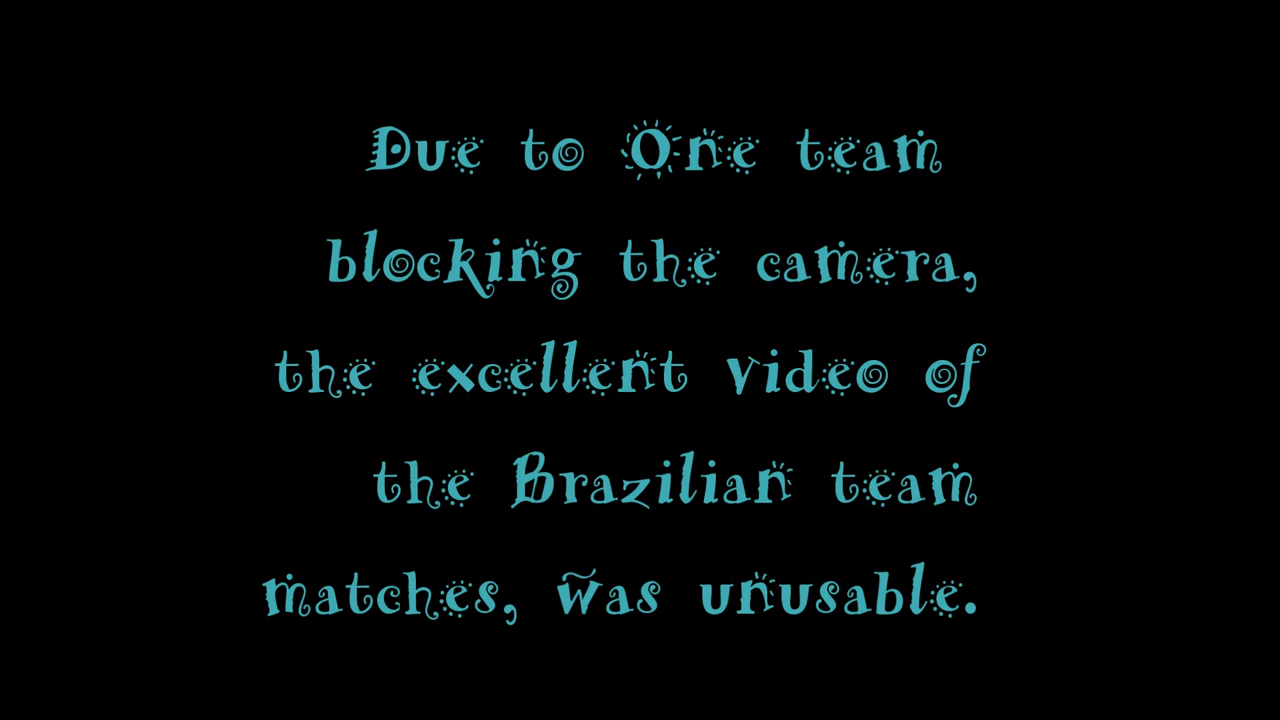 Due to One team
blocking the camera,
the excellent video of
the Brazilian team
matches, was unusable.